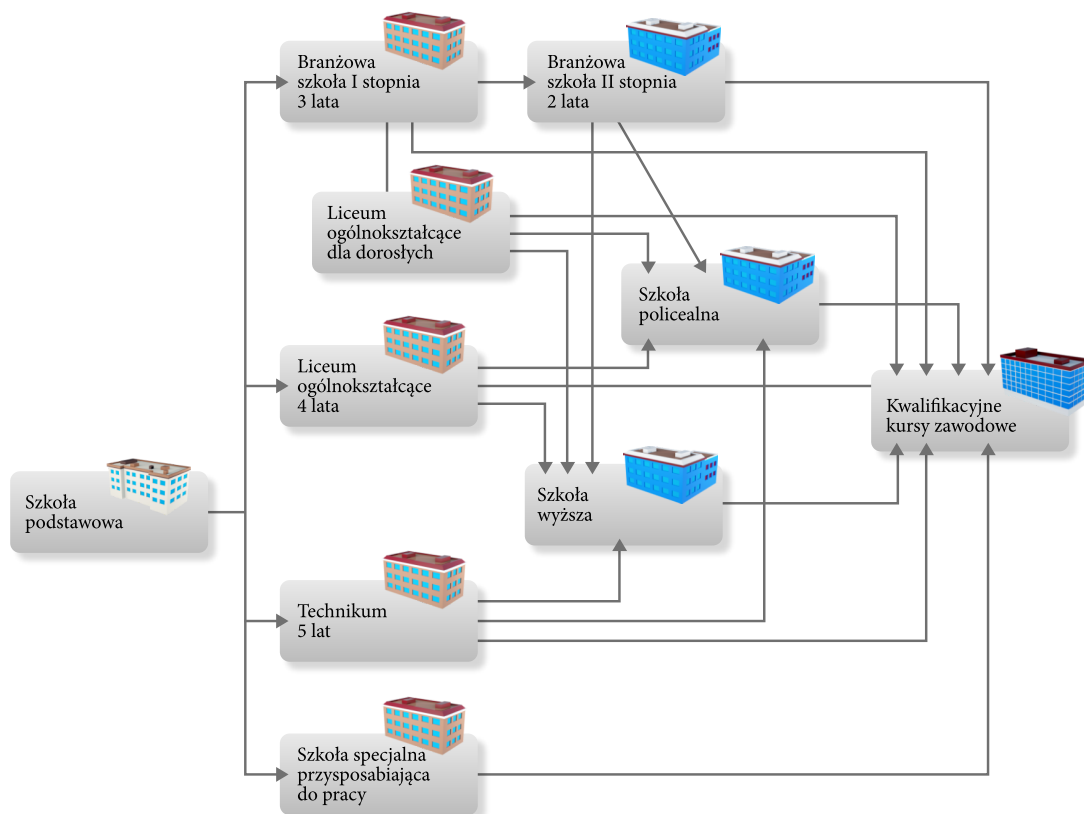 Branżowa
szkoła I stopnia
3 lata
Branżowa
szkoła II stopnia
2 lata
Liceum
ogólnokształcące
dla dorosłych
Szkoła
policealna
Liceum
ogólnokształcące
4 lata
Kwalifikacyjne
kursy zawodowe
Szkoła
podstawowa
Szkoła
wyższa
Technikum
5 lat
Szkoła specjalna
przysposabiająca
do pracy